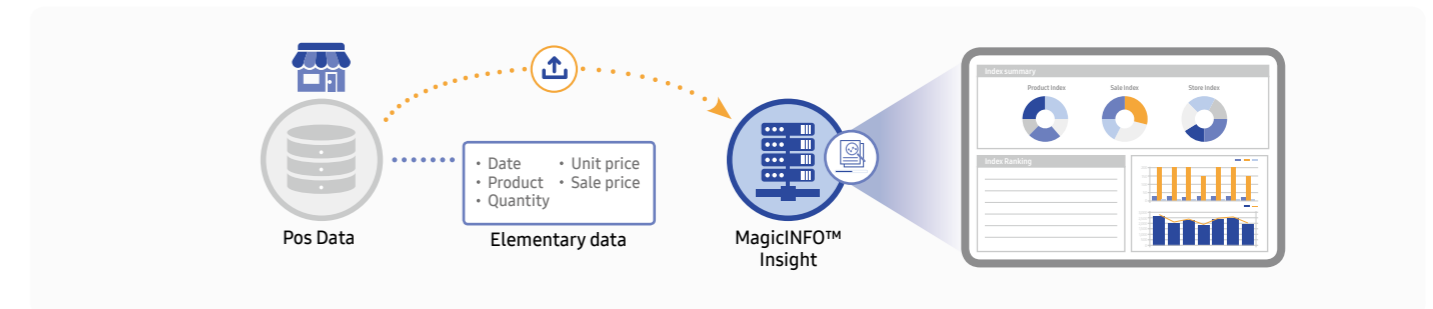 Index summary
Product Index
Sale Index
Store Index
• Date
• Product
• Quantity
• Unit price
• Sale price
Index Ranking
Pos Data
Elementary data
MagicINFO™
Insight